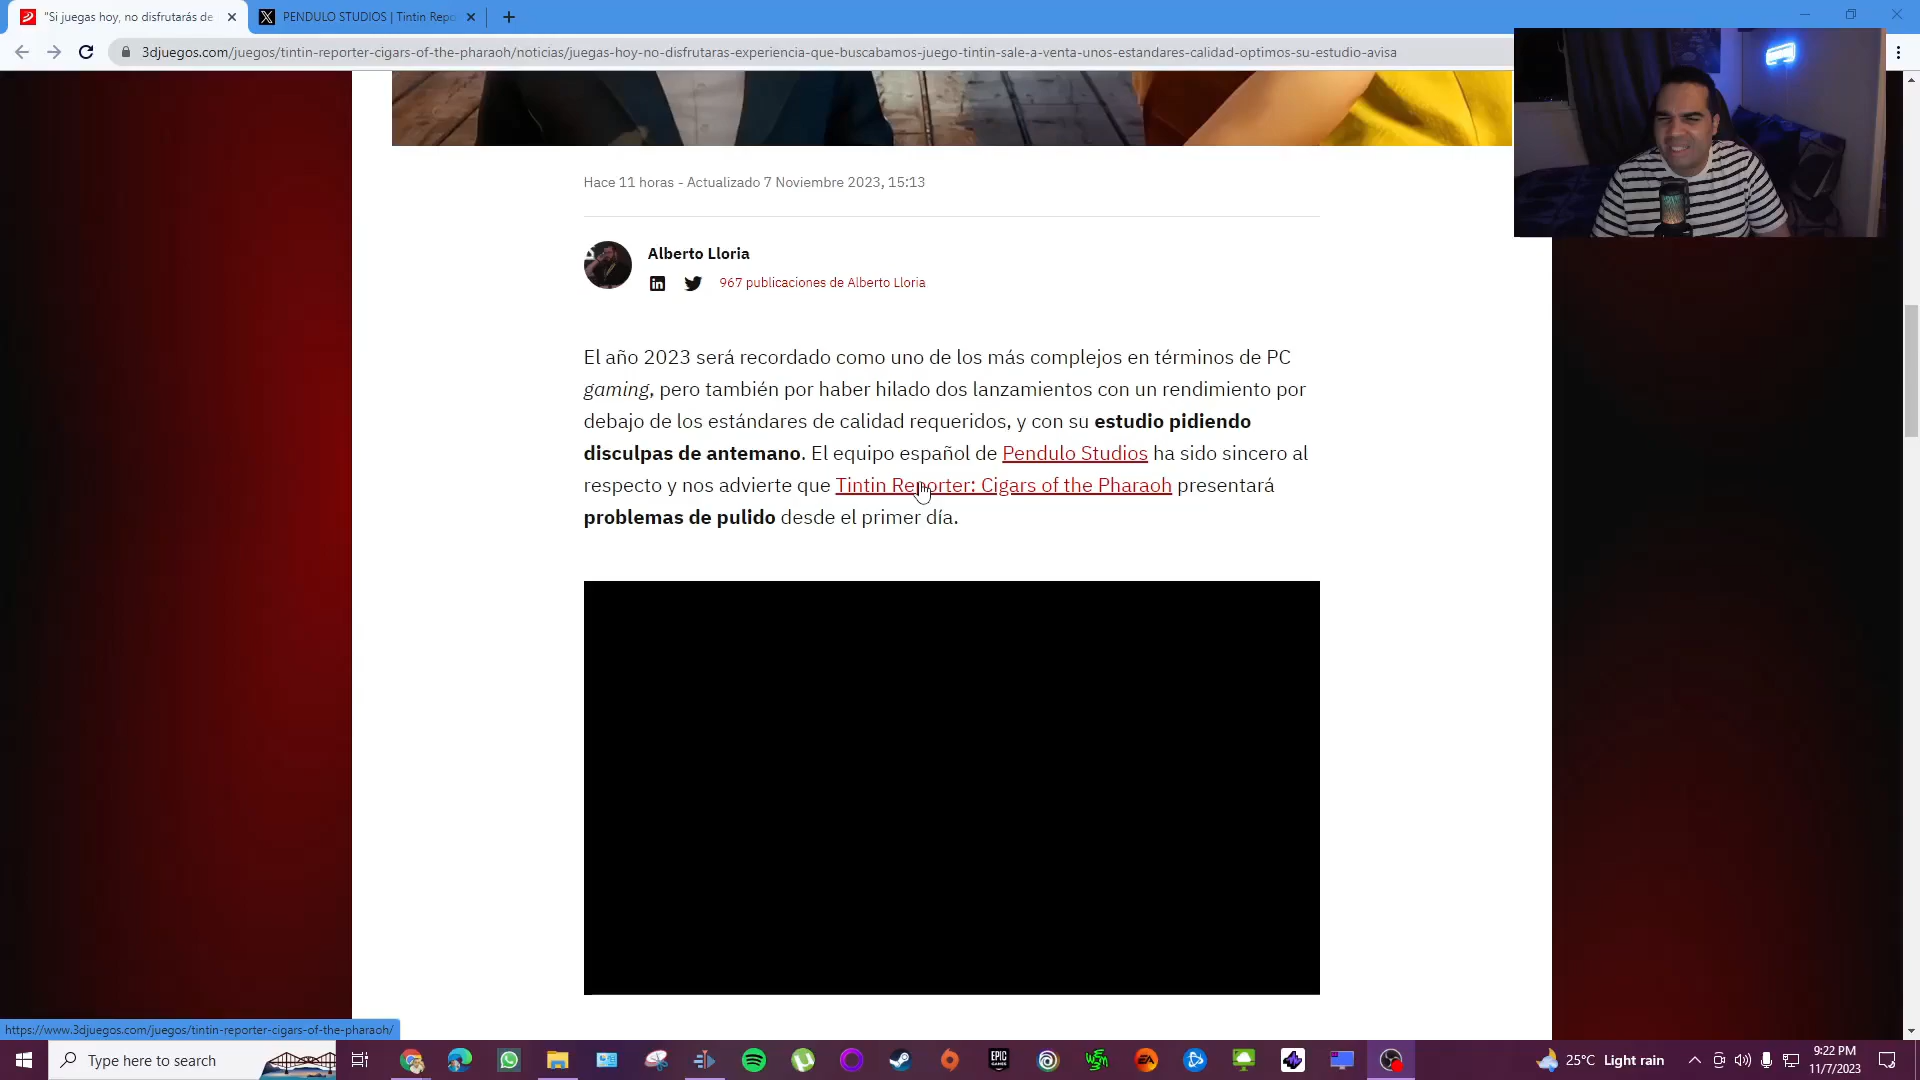 "Si juegas hoy, no disfrutarás de
PENDULO STUDIOS | Tintin Repo
3djuegos.com/juegos/tintin-reporter-cigars-of-the-pharaoh/noticias/juegas-hoy-no-disfrutaras-experiencia-que-buscabamos-juego-tintin-sale-a-venta-unos-estandares-calidad-optimos-su-estudio-avisa
Hace 11 horas - Actualizado 7 Noviembre 2023, 15:13
Alberto Lloria
967 publicaciones de Alberto Lloria
El año 2023 será recordado como uno de los más complejos en términos de PC
gaming, pero también por haber hilado dos lanzamientos con un rendimiento por
debajo de los estándares de calidad requeridos, y con su estudio pidiendo
disculpas de antemano. El equipo español de Pendulo Studios ha sido sincero al
respecto y nos advierte que Tintin Reporter: Cigars of the Pharaoh presentará
problemas de pulido desde el primer día.
https://www.3djuegos.com/juegos/tintin-reporter-cigars-of-the-pharaoh/
Type here to search
EPIC GAMES
EA
25°C Light rain
9:22 PM
11/7/2023